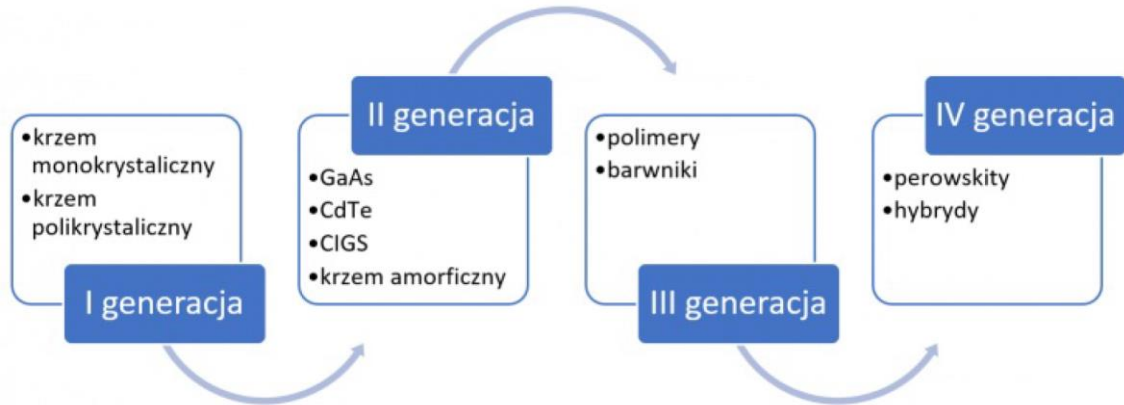 •krzem
monokrystaliczny
•krzem
polikrystaliczny
I generacja
II generacja
•GaAs
•CdTe
•CIGS
•krzem amorficzny
•polimery
•barwniki
III generacja
IV generacja
•perowskity
•hybrydy